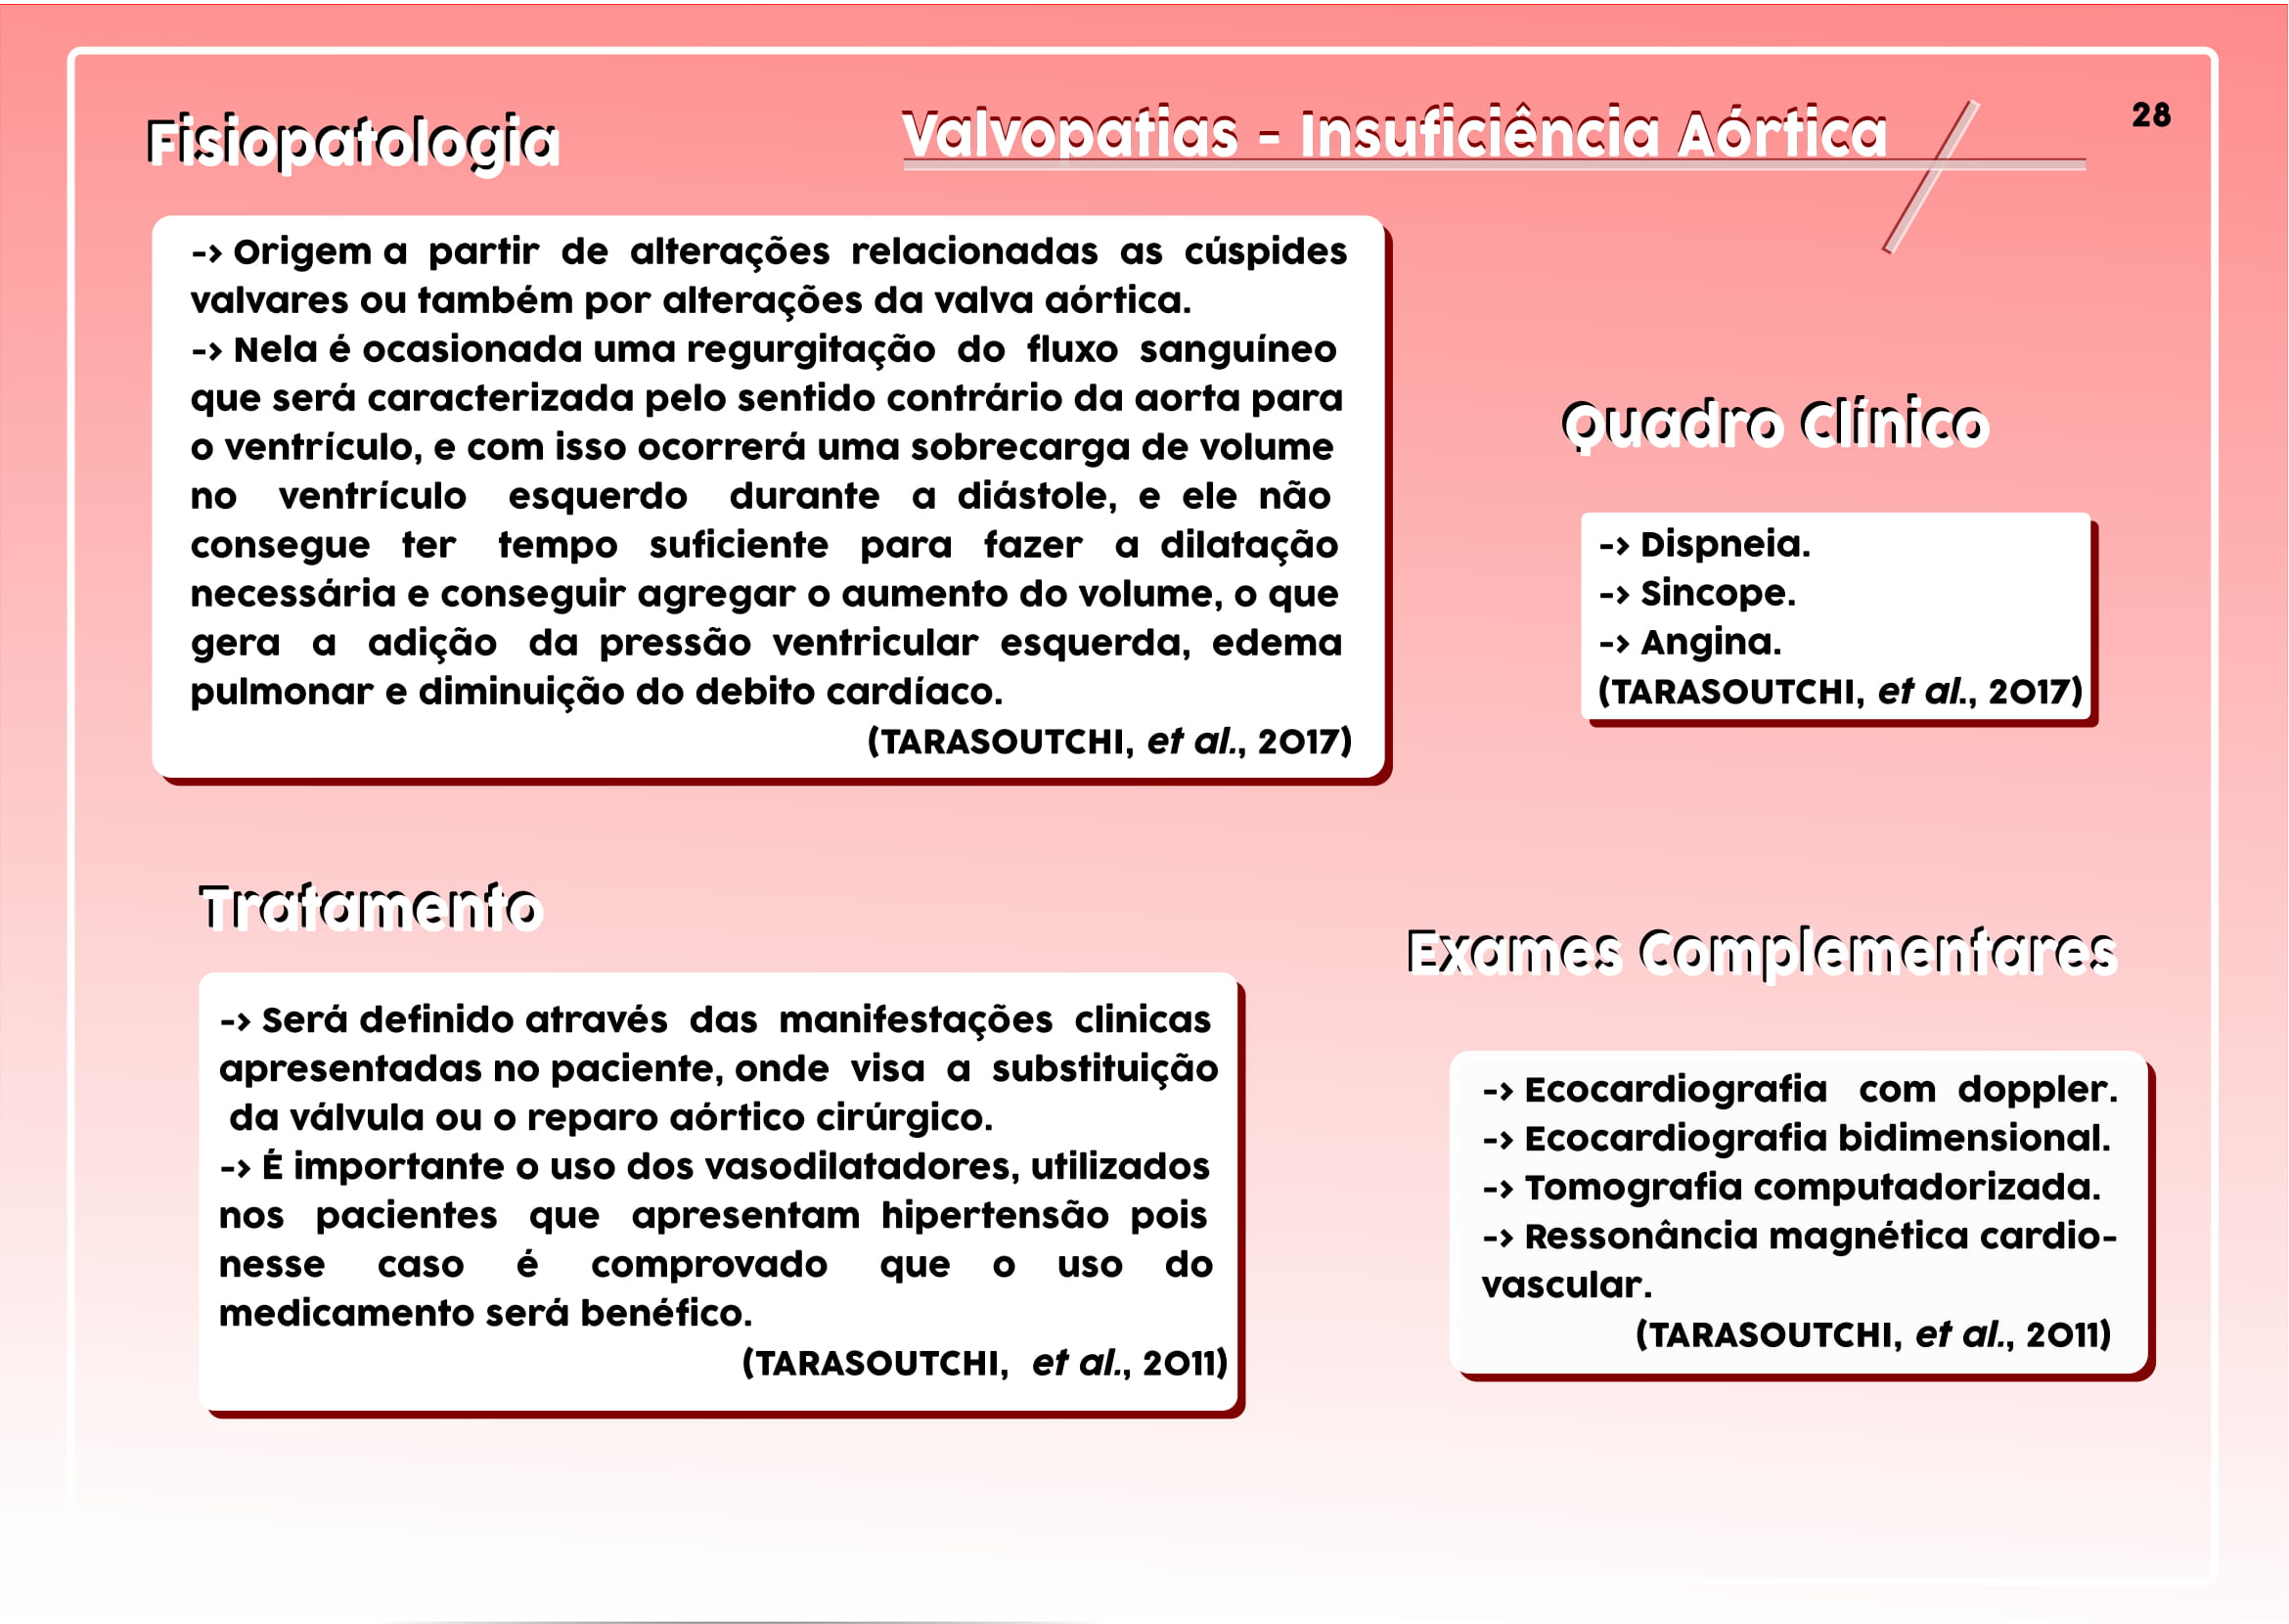 Valvopatias - Insuficiência Aórtica
28
Fisiopatologia
-> Origem a partir de alterações relacionadas as cúspides
valvares ou também por alterações da valva aórtica.
-> Nela é ocasionada uma regurgitação do fluxo sanguíneo
que será caracterizada pelo sentido contrário da aorta para
o ventrículo, e com isso ocorrerá uma sobrecarga de volume
no ventrículo esquerdo durante a diástole, e ele não
consegue ter tempo suficiente para fazer a dilatação
necessária e conseguir agregar o aumento do volume, o que
gera a adição da pressão ventricular esquerda, edema
pulmonar e diminuição do debito cardíaco.
(TARASOUTCHI, et al., 2017)
Quadro Clínico
-> Dispneia.
-> Sincope.
-> Angina.
(TARASOUTCHI, et al., 2017)
Tratamento
-> Será definido através das manifestações clinicas
apresentadas no paciente, onde visa a substituição
da válvula ou o reparo aórtico cirúrgico.
-> É importante o uso dos vasodilatadores, utilizados
nos pacientes que apresentam hipertensão pois
nesse caso é comprovado que o uso do
medicamento será benéfico.
(TARASOUTCHI, et al., 2011)
Exames Complementares
-> Ecocardiografia com doppler.
-> Ecocardiografia bidimensional.
-> Tomografia computadorizada.
-> Ressonância magnética cardio-
vascular.
(TARASOUTCHI, et al., 2011)